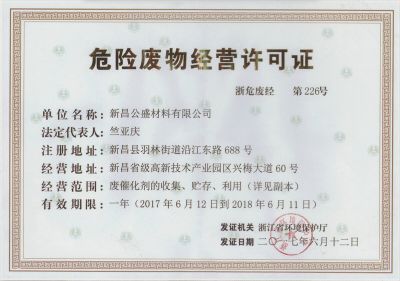 危险废物经营许可证
浙危废经 第226号
单位名称：新昌公盛材料有限公司
法定代表人：竺亚庆
注册地址：新昌县羽林街道沿江东路688号
经营地址：新昌省级高新技术产业园区兴梅大道60号
经营范围：废催化剂的收集、贮存、利用（详见副本）
有效期限：一年（2017年6月12日到2018年6月11日）
发证机关 浙江省环境保护厅
发证日期 二〇一七年六月十二日